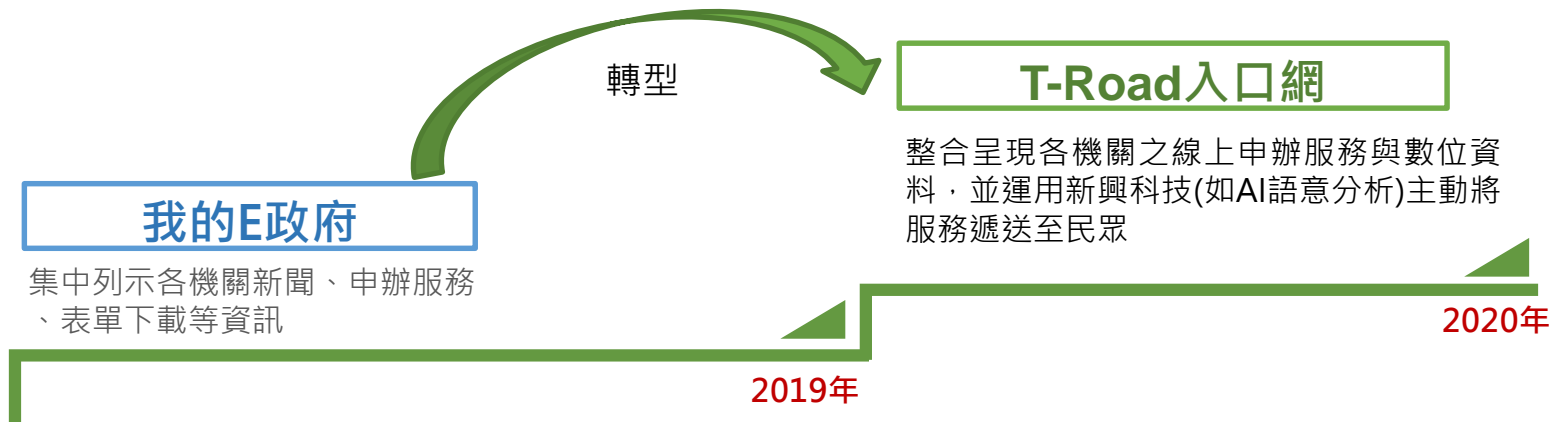 轉型
T-Road入口網
整合呈現各機關之線上申辦服務與數位資
料，並運用新興科技(如AI語意分析)主動將
服務遞送至民眾
我的E政府
集中列示各機關新聞、申辦服務
、表單下載等資訊
2020年
2019年